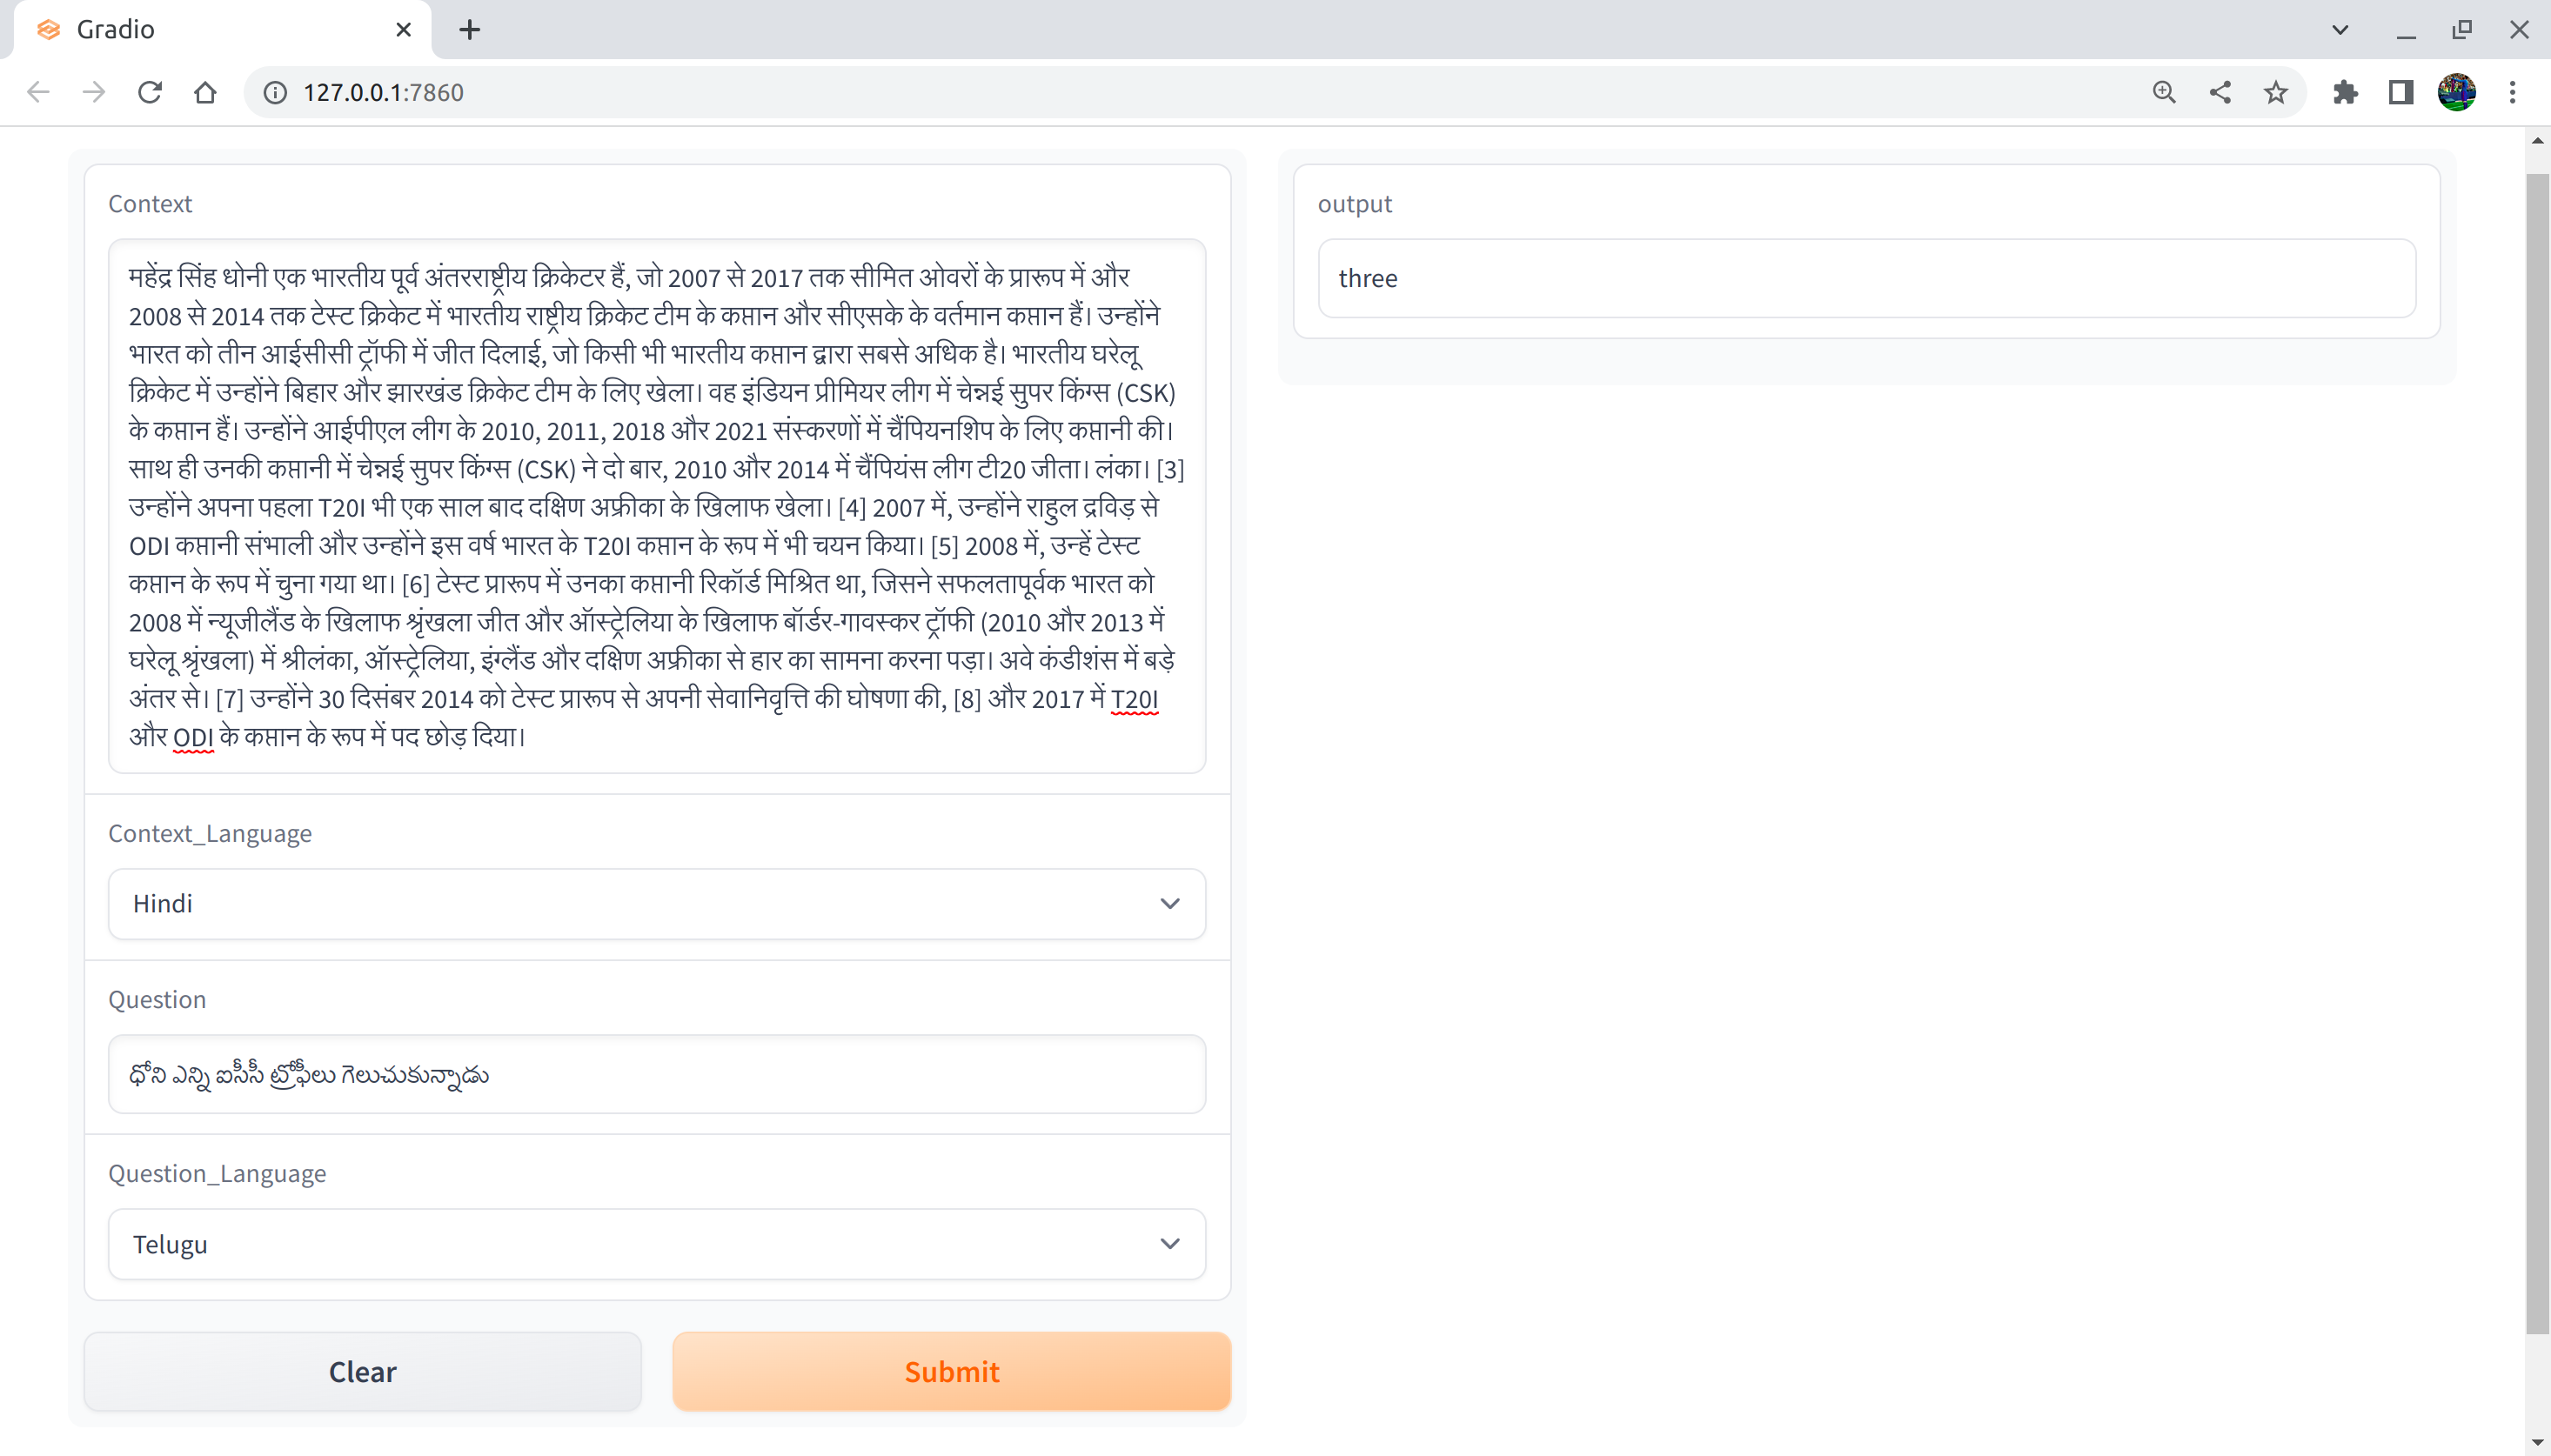 Gradio
127.0.0.1:7860
Context
महेंद्र सिंह धोनी एक भारतीय पूर्व अंतरराष्ट्रीय क्रिकेटर हैं, जो 2007 से 2017 तक सीमित ओवरों के प्रारूप में और
2008 से 2014 तक टेस्ट क्रिकेट में भारतीय राष्ट्रीय क्रिकेट टीम के कप्तान और सीएसके के वर्तमान कप्तान हैं। उन्होंने
भारत को तीन आईसीसी ट्रॉफी में जीत दिलाई, जो किसी भी भारतीय कप्तान द्वारा सबसे अधिक है। भारतीय घरेलू
क्रिकेट में उन्होंने बिहार और झारखंड क्रिकेट टीम के लिए खेला। वह इंडियन प्रीमियर लीग में चेन्नई सुपर किंग्स (CSK)
के कप्तान हैं। उन्होंने आईपीएल लीग के 2010, 2011, 2018 और 2021 संस्करणों में चैंपियनशिप के लिए कप्तानी की।
साथ ही उनकी कप्तानी में चेन्नई सुपर किंग्स (CSK) ने दो बार, 2010 और 2014 में चैंपियंस लीग टी20 जीता। लंका। [3]
उन्होंने अपना पहला T20I भी एक साल बाद दक्षिण अफ्रीका के खिलाफ खेला। [4] 2007 में, उन्होंने राहुल द्रविड़ से
ODI कप्तानी संभाली और उन्होंने इस वर्ष भारत के T20I कप्तान के रूप में भी चयन किया। [5] 2008 में, उन्हें टेस्ट
कप्तान के रूप में चुना गया था। [6] टेस्ट प्रारूप में उनका कप्तानी रिकॉर्ड मिश्रित था, जिसने सफलतापूर्वक भारत को
2008 में न्यूजीलैंड के खिलाफ श्रृंखला जीत और ऑस्ट्रेलिया के खिलाफ बॉर्डर-गावस्कर ट्रॉफी (2010 और 2013 में
घरेलू श्रृंखला) में श्रीलंका, ऑस्ट्रेलिया, इंग्लैंड और दक्षिण अफ्रीका से हार का सामना करना पड़ा। अवे कंडीशंस में बड़े
अंतर से। [7] उन्होंने 30 दिसंबर 2014 को टेस्ट प्रारूप से अपनी सेवानिवृत्ति की घोषणा की, [8] और 2017 में T20I
और ODI के कप्तान के रूप में पद छोड़ दिया।
Context_Language
Hindi
Question
ధోని ఎన్ని ఐసీసీ ట్రోఫీలు గెలుచుకున్నాడు
Question_Language
Telugu
Clear
Submit
output
three